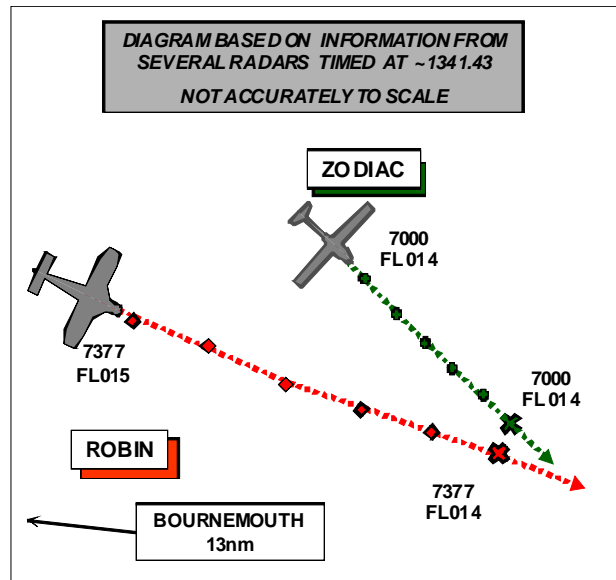 DIAGRAM BASED ON INFORMATION FROM
SEVERAL RADARS TIMED AT ~1341.43
NOT ACCURATELY TO SCALE
ZODIAC
7000
FL014
7377
FL015
7000
FL014
ROBIN
7377
FL014
BOURNEMOUTH
13nm